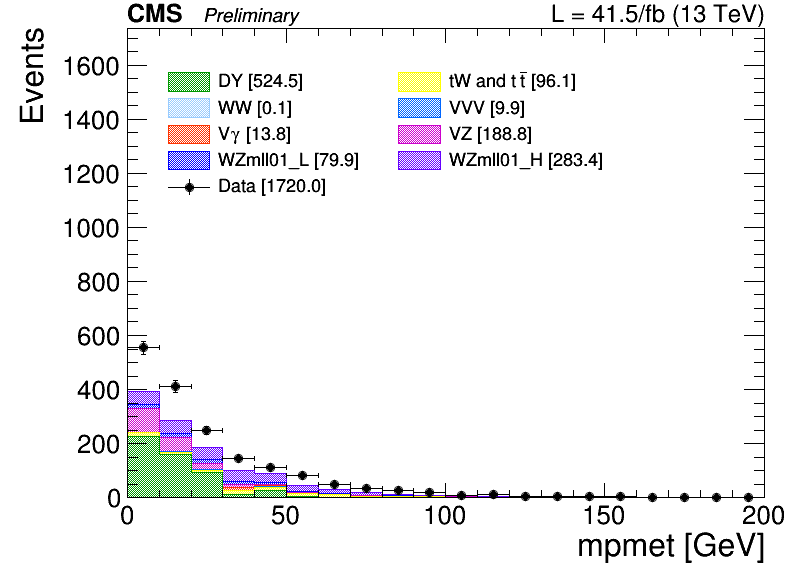 CMS Preliminary L = 41.5/fb (13 TeV)
Events
1600
1400
1200
1000
800
600
400
200
0
DY [524.5] tW and tt̅ [96.1]
WW [0.1] VVV [9.9]
Vγ [13.8] VZ [188.8]
WZmll01_L [79.9] WZmll01_H [283.4]
Data [1720.0]
0 50 100 150 200
mpmet [GeV]